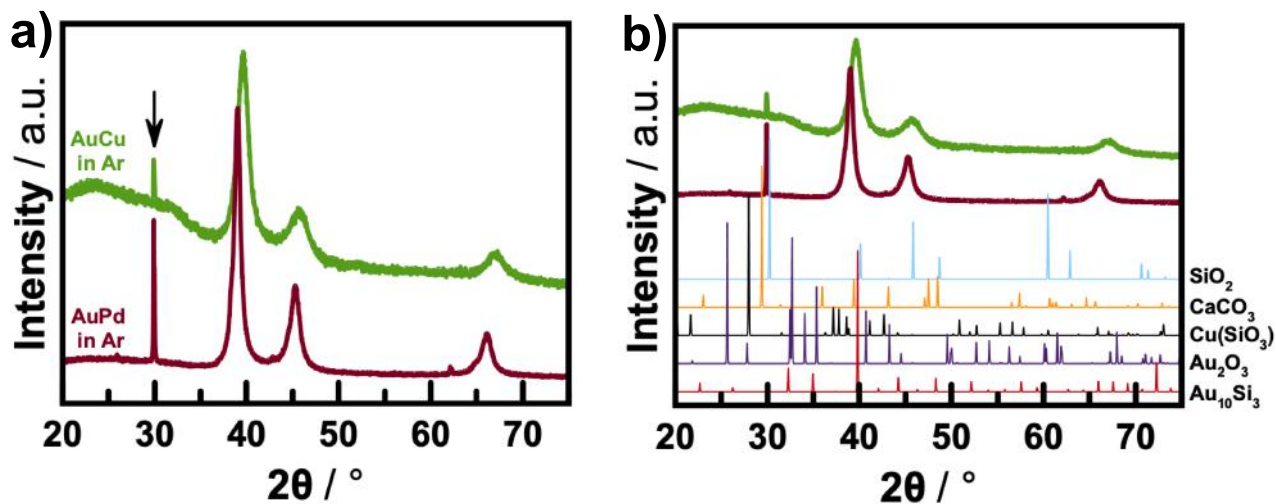 a)
Intensity / a.u.
AuCu
in Ar
AuPd
in Ar
20 30 40 50 60 70
2θ / °
b)
Intensity / a.u.
SiO₂
CaCO₃
Cu(SiO₃)
Au₂O₃
Au₁₀Si₃
20 30 40 50 60 70
2θ / °